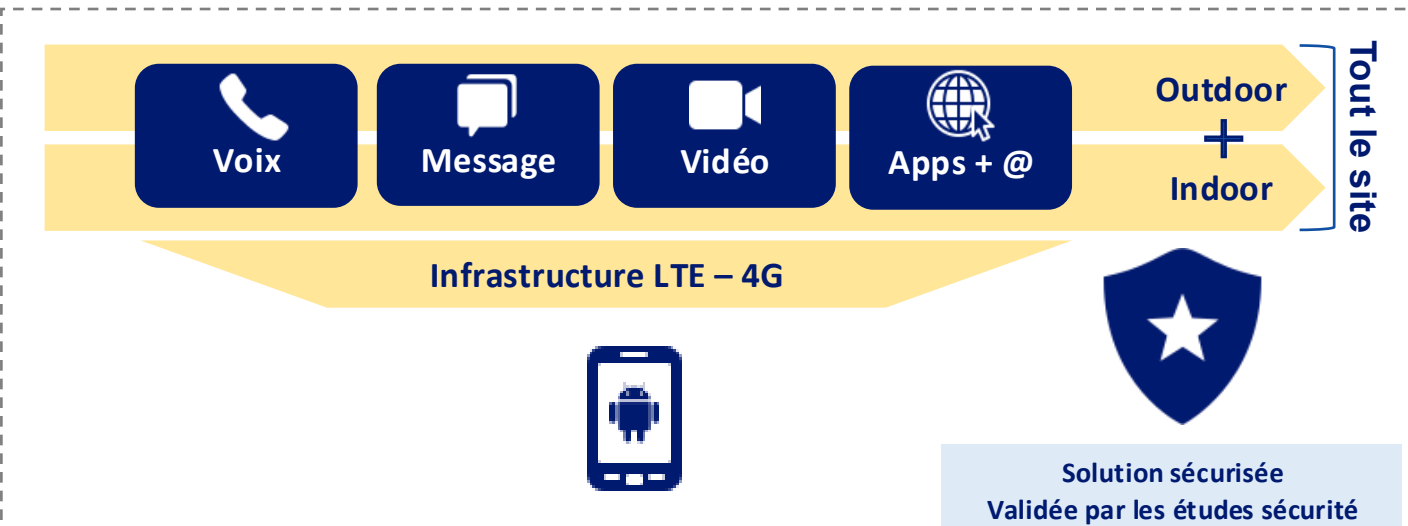 Voix
Message
Vidéo
Apps + @
Outdoor
+
Indoor
Tout le site
Infrastructure LTE – 4G
Solution sécurisée
Validée par les études sécurité